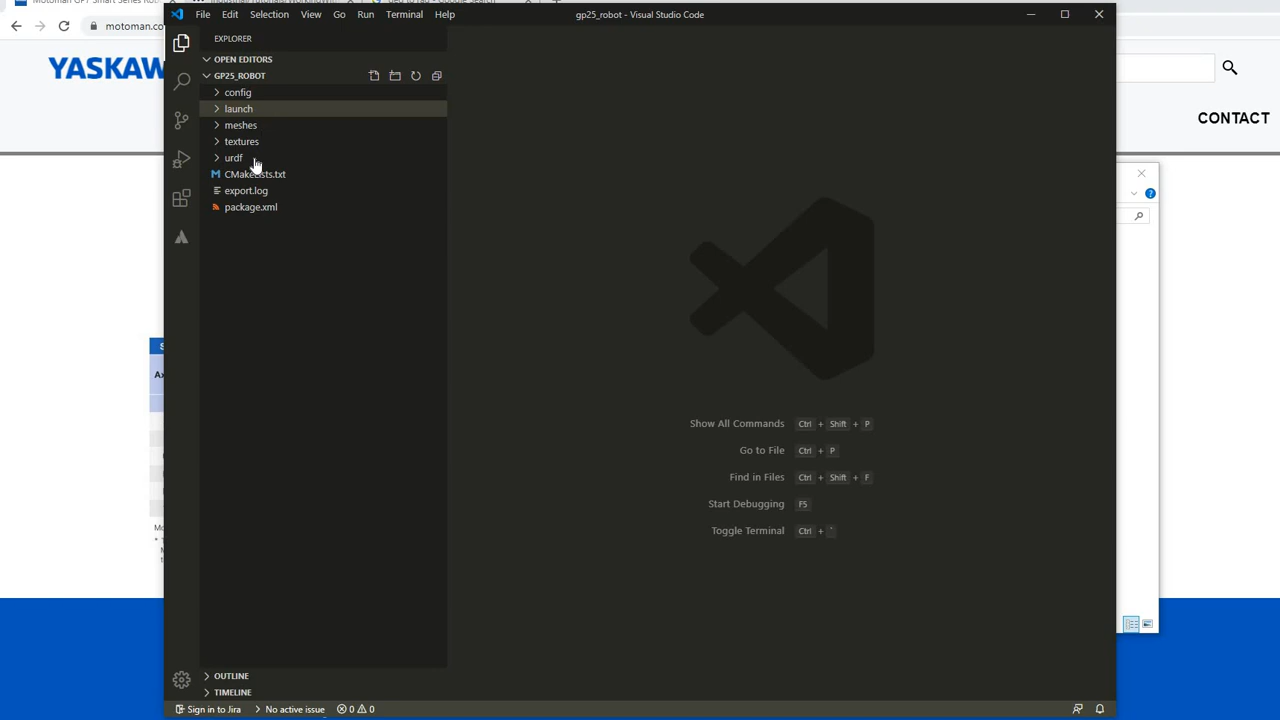 File Edit Selection View Go Run Terminal Help
gp25_robot - Visual Studio Code
motoman.co
YASKAW
CONTACT
EXPLORER
OPEN EDITORS
GP25_ROBOT
config
launch
meshes
textures
urdf
CMakeLists.txt
export.log
package.xml
Show All Commands Ctrl + Shift + P
Go to File Ctrl + P
Find in Files Ctrl + Shift + F
Start Debugging F5
Toggle Terminal Ctrl + `
OUTLINE
TIMELINE
Sign in to Jira
No active issue
0 0